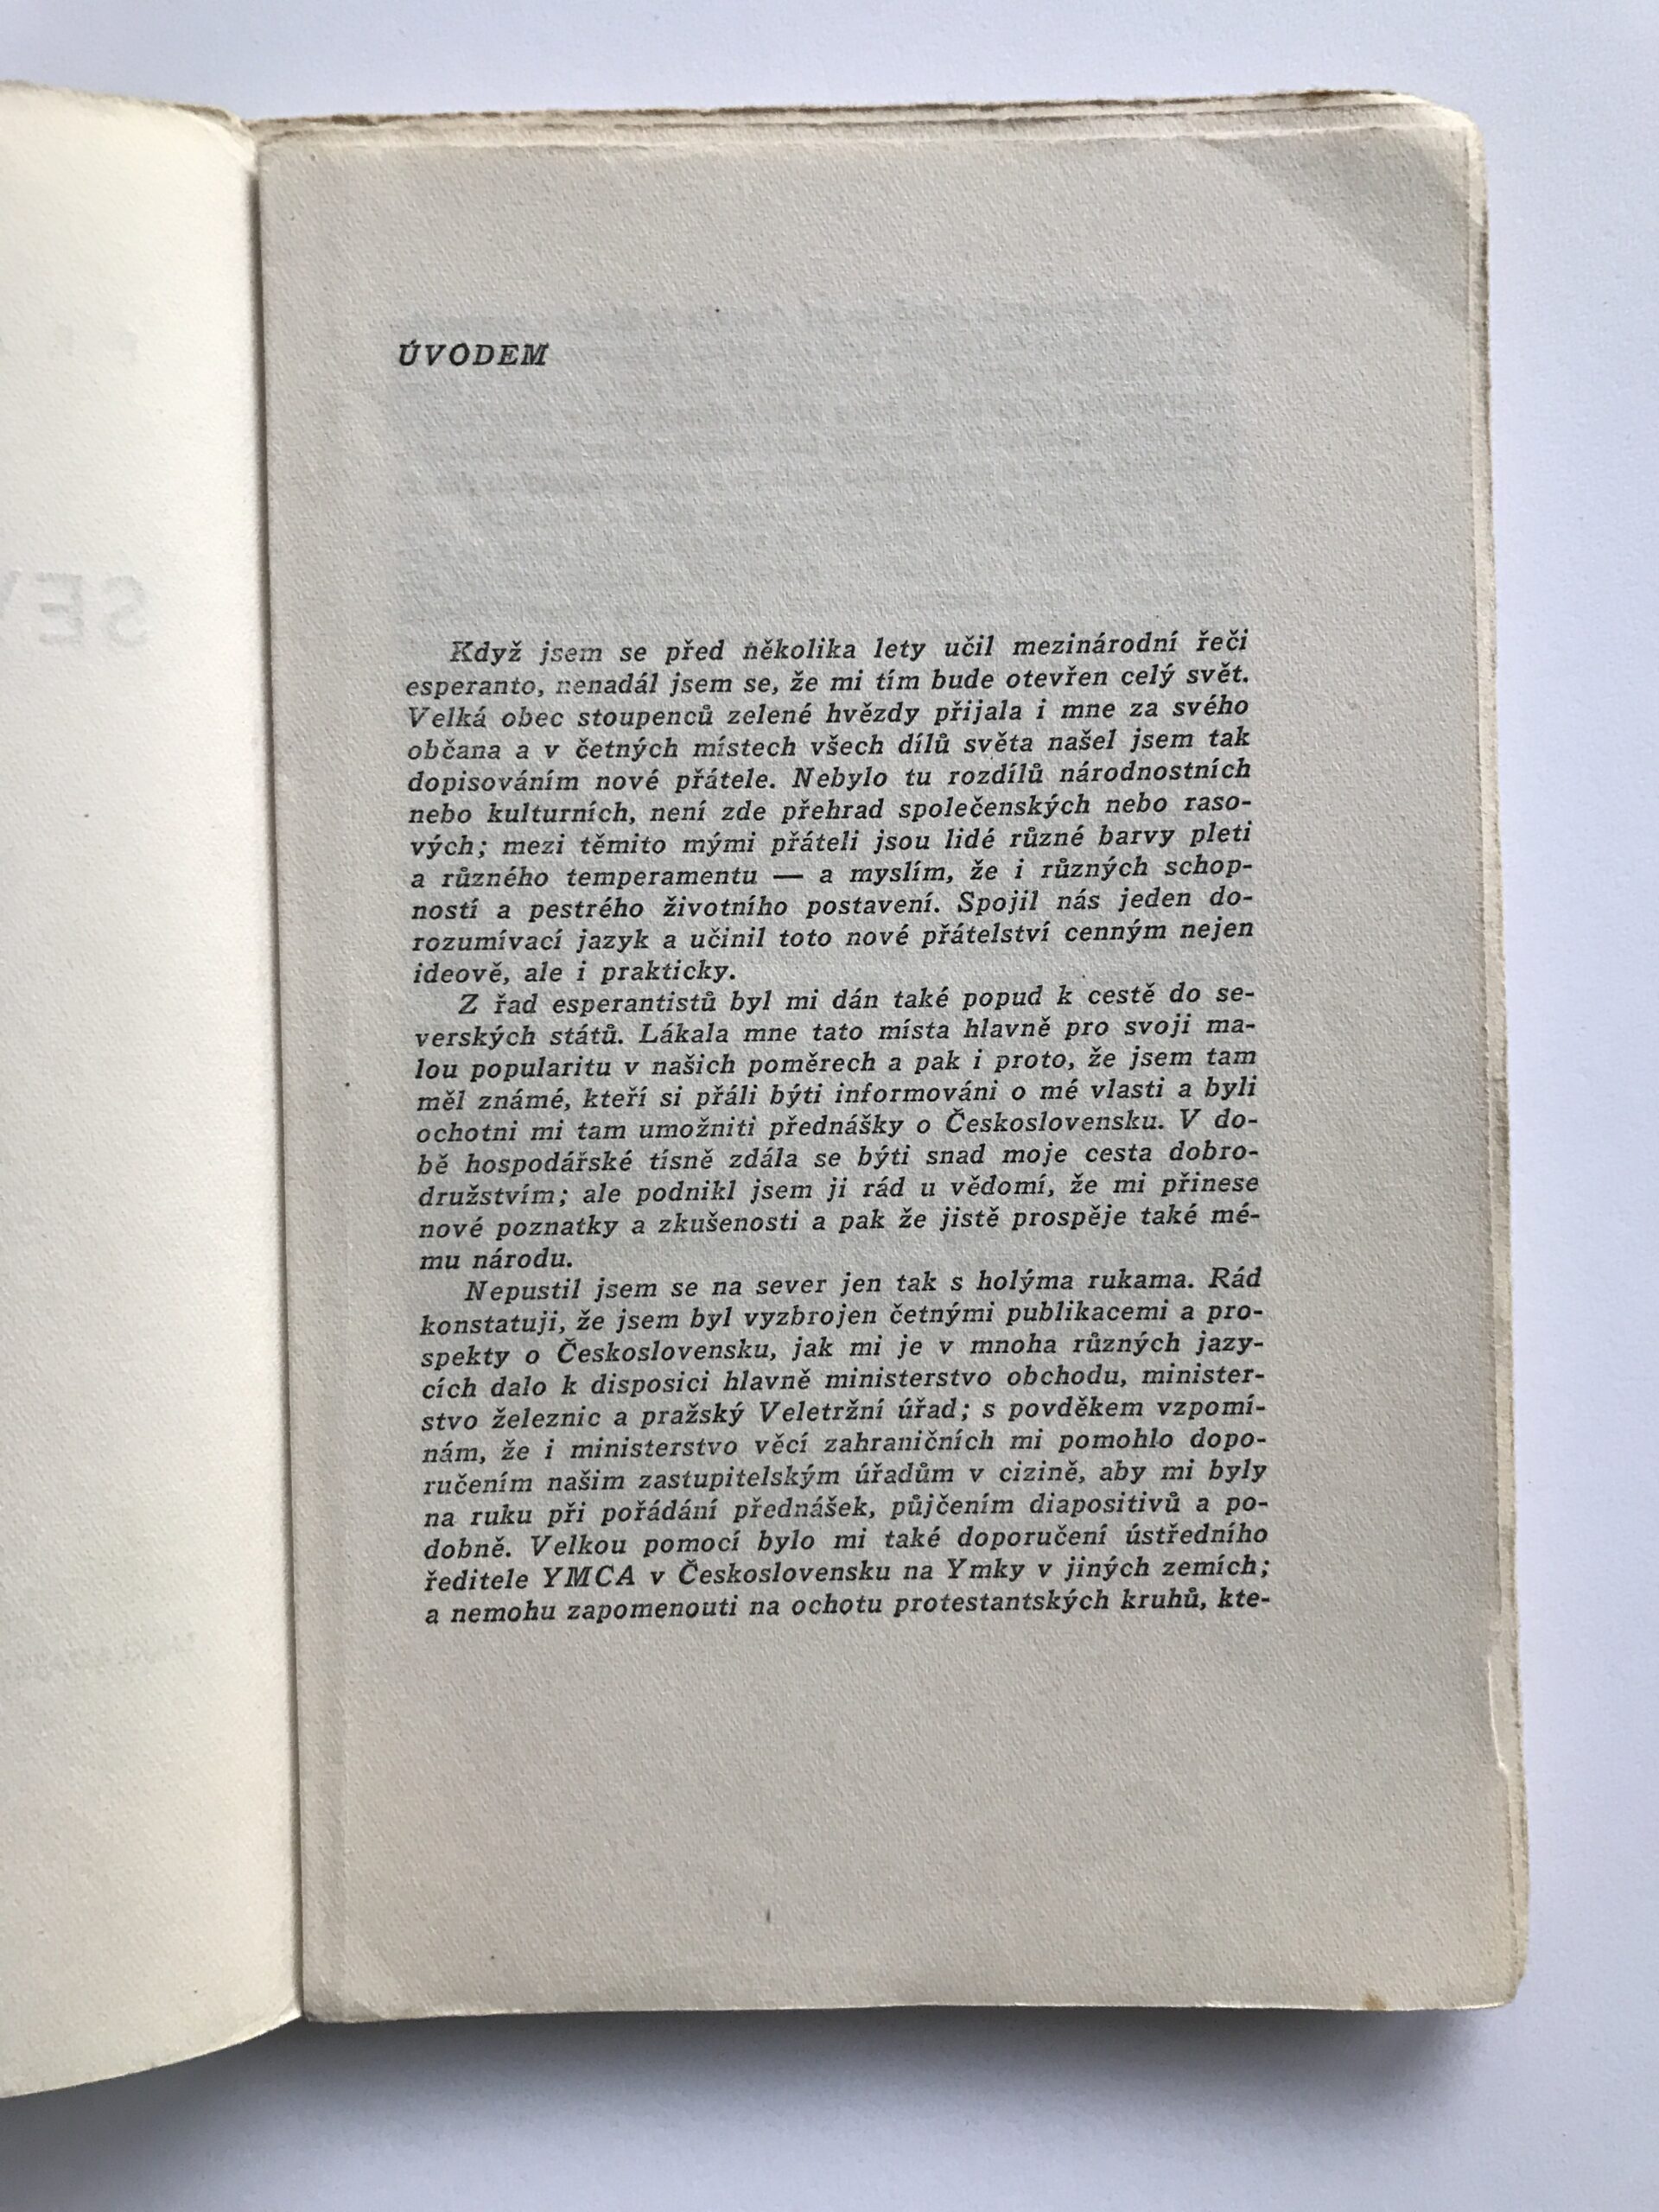 ÚVODEM
Když jsem se před několika lety učil mezinárodní řeči
esperanto, nenadál jsem se, že mi tím bude otevřen celý svět.
Velká obec stoupenců zelené hvězdy přijala i mne za svého
občana a v četných místech všech dílů světa našel jsem tak
dopisováním nové přátele. Nebylo tu rozdílů národnostních
nebo kulturních, není zde přehrad společenských nebo raso-
vých; mezi těmito mými přáteli jsou lidé různé barvy pleti
a různého temperamentu — a myslím, že i různých schop-
ností a pestrého životního postavení. Spojil nás jeden do-
rozumívací jazyk a učinil toto nové přátelství cenným nejen
ideově, ale i prakticky.
Z řad esperantistů byl mi dán také popud k cestě do se-
verských států. Lákala mne tato místa hlavně pro svoji ma-
lou popularitu v našich poměrech a pak i proto, že jsem tam
měl známé, kteří si přáli býti informováni o mé vlasti a byli
ochotni mi tam umožniti přednášky o Československu. V do-
bě hospodářské tísně zdála se býti snad moje cesta dobro-
družstvím; ale podnikl jsem ji rád u vědomí, že mi přinese
nové poznatky a zkušenosti a pak že jistě prospěje také mé-
mu národu.
Nepustil jsem se na sever jen tak s holýma rukama. Rád
konstatuji, že jsem byl vyzbrojen četnými publikacemi a pro-
spekty o Československu, jak mi je v mnoha různých jazy-
cích dalo k disposici hlavně ministerstvo obchodu, minister-
stvo železnic a pražský Veletržní úřad; s povděkem vzpomí-
nám, že i ministerstvo věcí zahraničních mi pomohlo dopo-
ručením našim zastupitelským úřadům v cizině, aby mi byly
na ruku při pořádání přednášek, půjčením diapositivů a po-
dobně. Velkou pomocí bylo mi také doporučení ústředního
ředitele YMCA v Československu na Ymky v jiných zemích;
a nemohu zapomenouti na ochotu protestantských kruhů, kte-